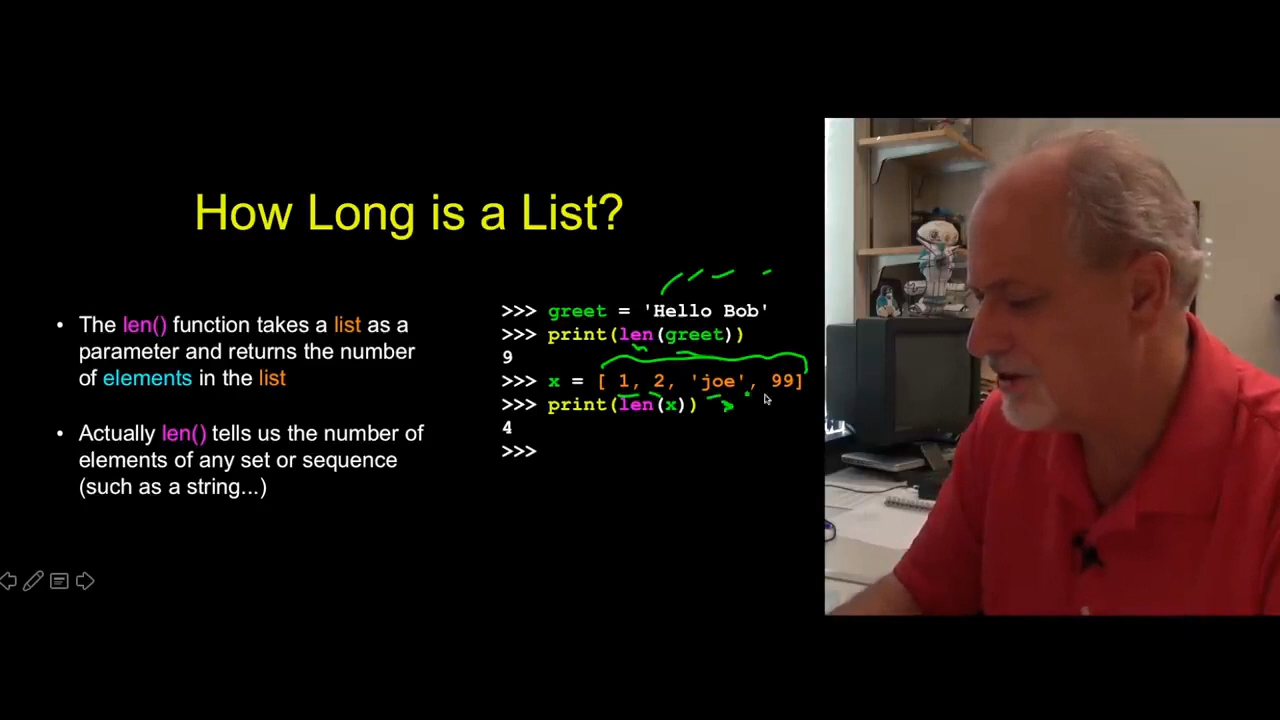 How Long is a List?
• The len() function takes a list as a
parameter and returns the number
of elements in the list
• Actually len() tells us the number of
elements of any set or sequence
(such as a string...)
>>> greet = 'Hello Bob'
>>> print(len(greet))
9
>>> x = [ 1, 2, 'joe', 99]
>>> print(len(x))
4
>>>